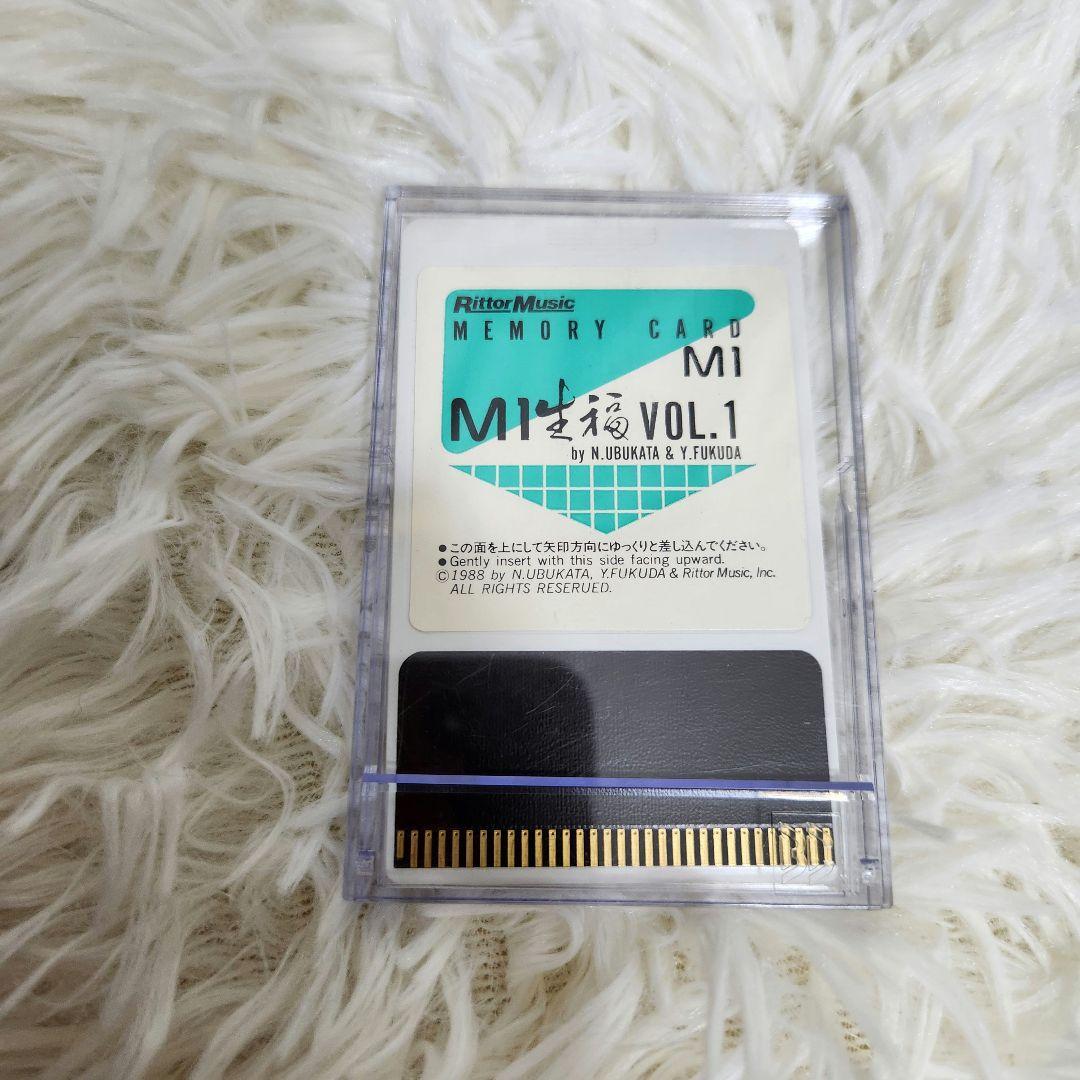 RittorMusic
MEMORY CARD
M1
M1生福 VOL.1
by N.UBUKATA & Y.FUKUDA
●この面を上にして矢印方向にゆっくりと差し込んでください。
●Gently insert with this side facing upward.
©1988 by N.UBUKATA, Y.FUKUDA & Rittor Music, Inc.
ALL RIGHTS RESERUED.